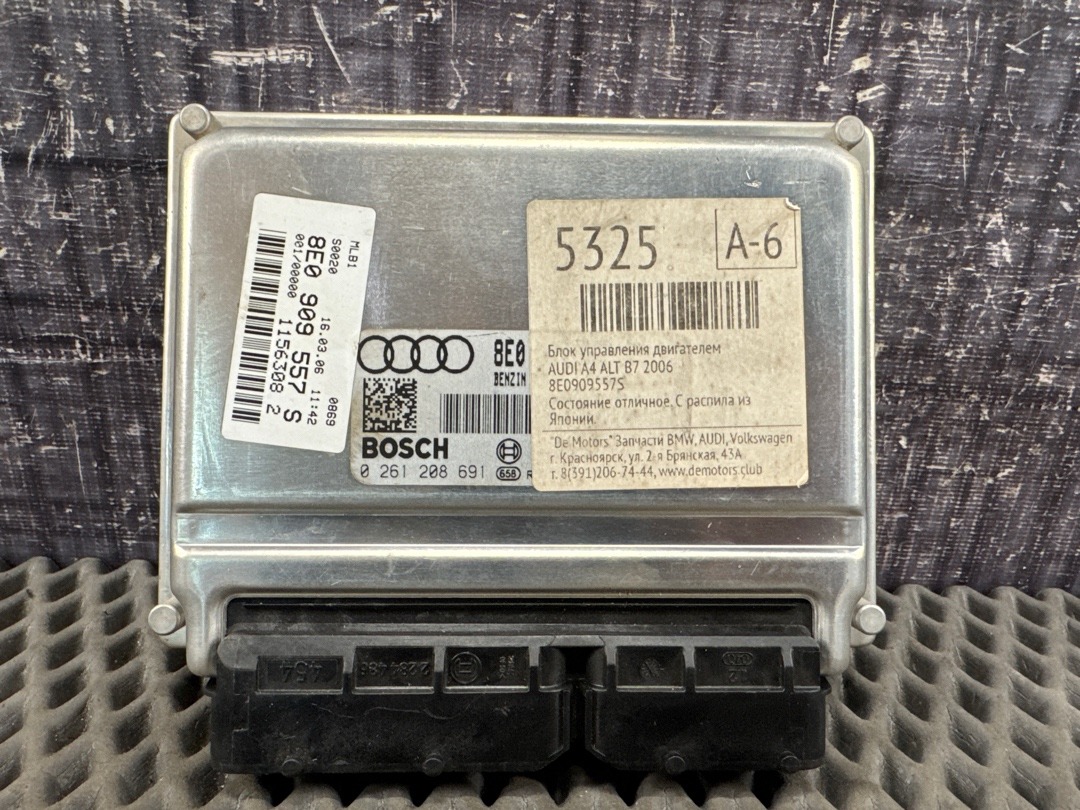 MLB1
S0020
8E0 909 557 S
001/00000
1156308 2
16.03.06 11:42
0869
8E0
BENZIN
BOSCH
0 261 208 691
658
R
5325
A-6
Блок управления двигателем
AUDI A4 ALT B7 2006
8E0909557S
Состояние отличное. С распила из
Японии.
"De Motors" Запчасти BMW, AUDI, Volkswagen
г. Красноярск, ул. 2-я Брянская, 43А
т. 8(391)206-74-44, www.demotors.club
454